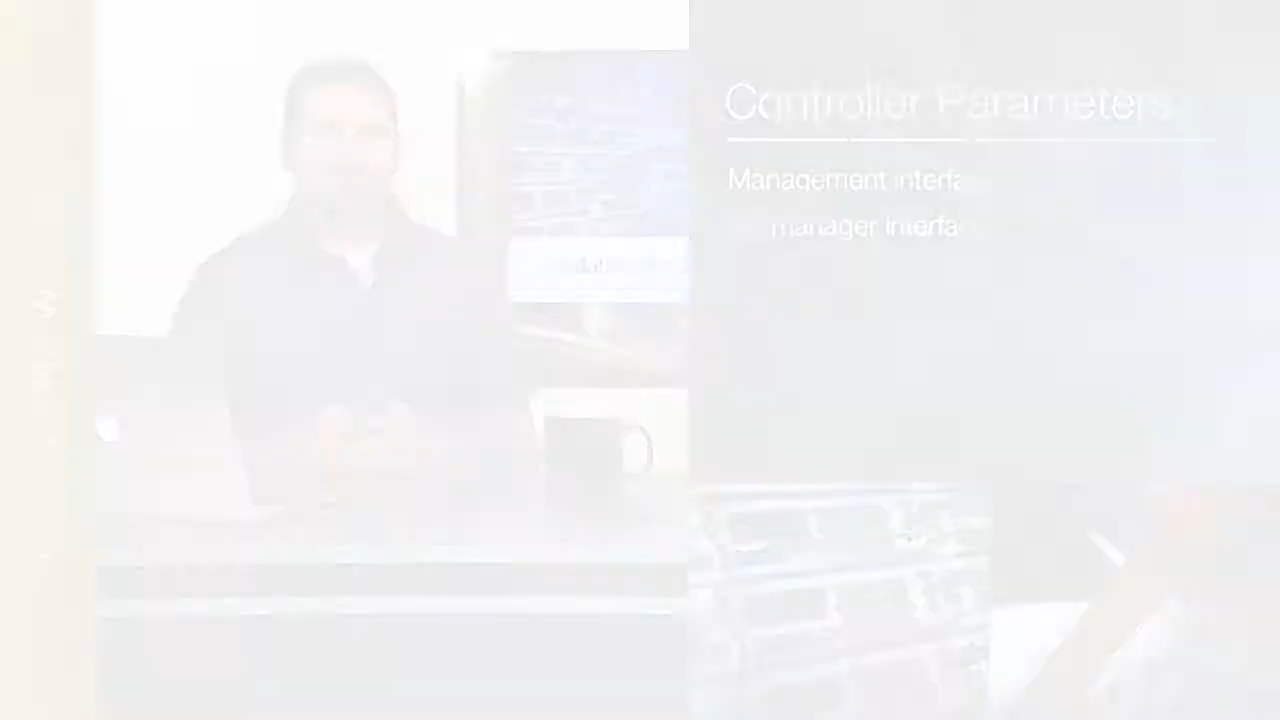 Controller Parameters
Management interfa
manager interfa